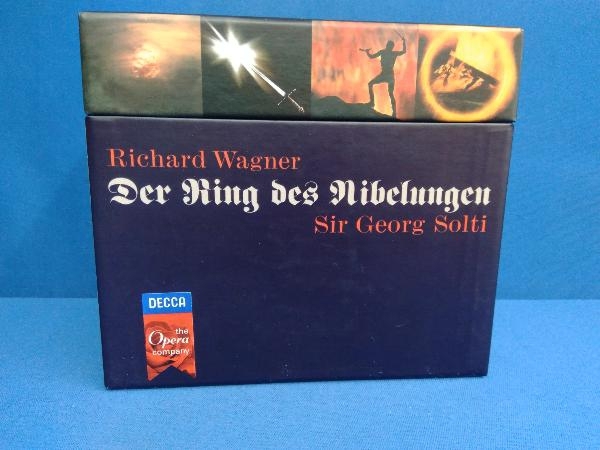 Richard Wagner
Der Ring des Nibelungen
Sir Georg Solti
DECCA
the
Opera
company